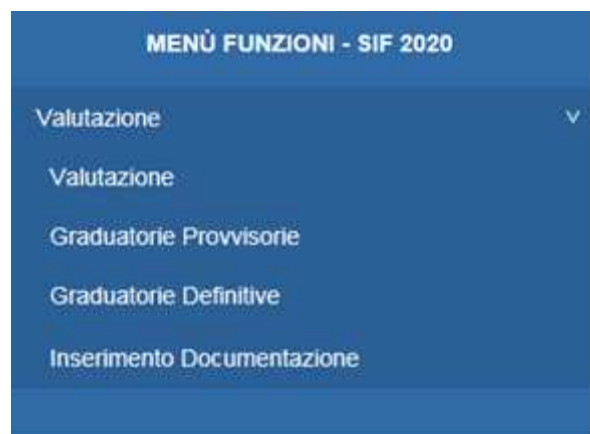 MENÙ FUNZIONI - SIF 2020
Valutazione
Valutazione
Graduatorie Provvisorie
Graduatorie Definitive
Inserimento Documentazione